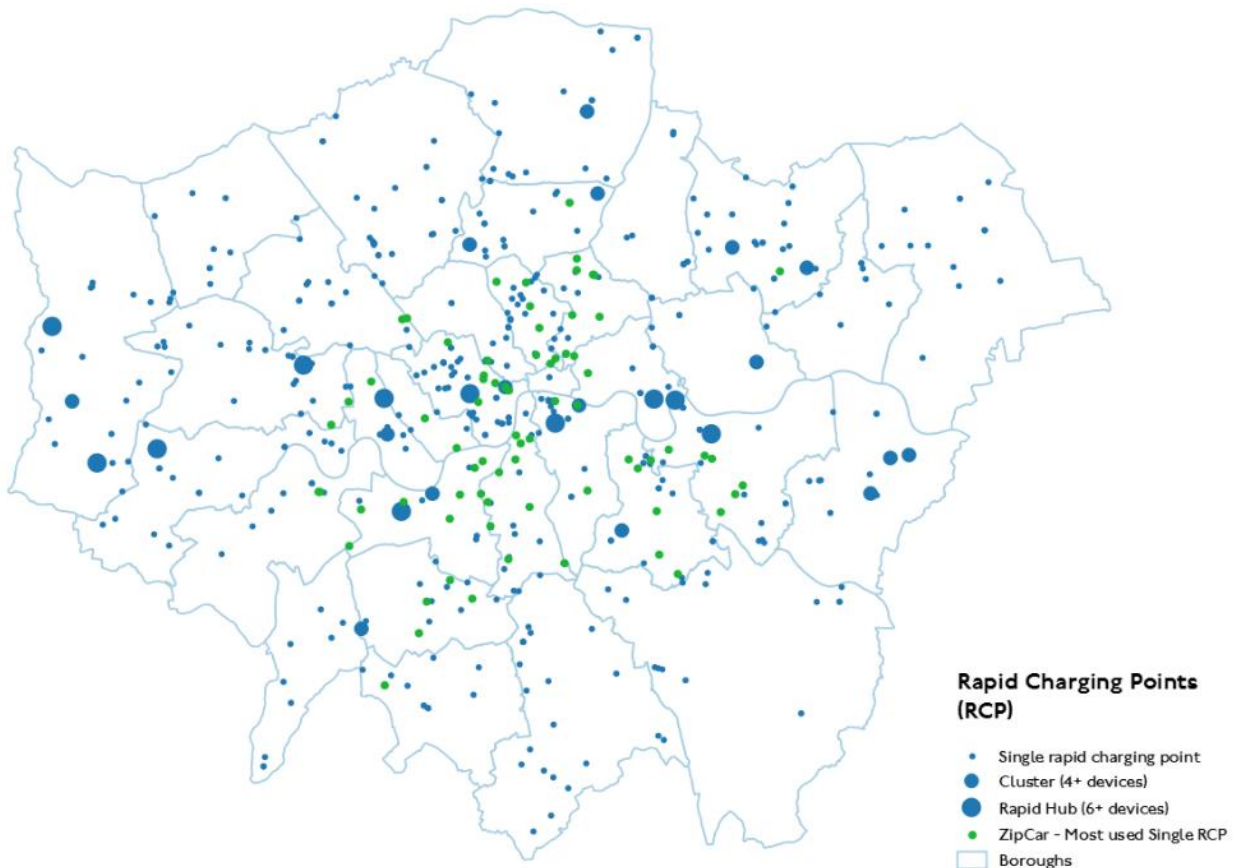 Rapid Charging Points
(RCP)
Single rapid charging point
Cluster (4+ devices)
Rapid Hub (6+ devices)
ZipCar - Most used Single RCP
Boroughs